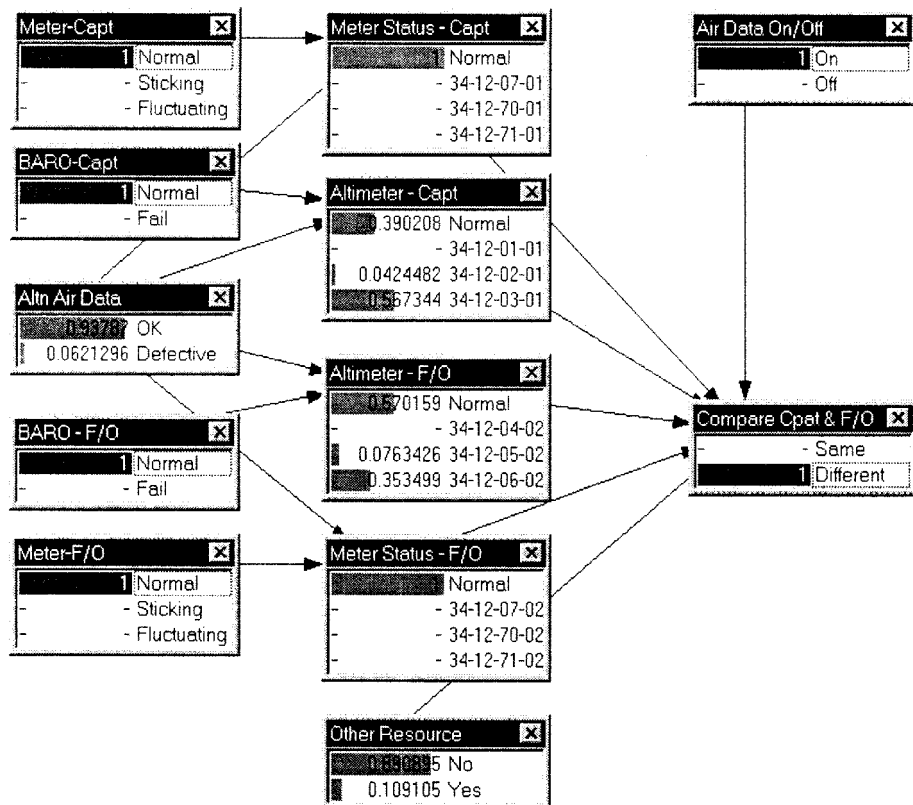 Meter-Capt
1 Normal
- - Sticking
- - Fluctuating
Meter Status - Capt
1 Normal
- - 34-12-07-01
- - 34-12-70-01
- - 34-12-71-01
Air Data On/Off
1 On
- - Off
BARO-Capt
1 Normal
- - Fail
Altimeter - Capt
0.390208 Normal
- - 34-12-01-01
0.0424482 34-12-02-01
0.567344 34-12-03-01
Altn Air Data
0.93787 OK
0.0621296 Defective
Altimeter - F/O
0.570159 Normal
- - 34-12-04-02
0.0763426 34-12-05-02
0.353499 34-12-06-02
Compare Cpat & F/O
- - Same
1 Different
BARO - F/O
1 Normal
- - Fail
Meter-F/O
1 Normal
- - Sticking
- - Fluctuating
Meter Status - F/O
1 Normal
- - 34-12-07-02
- - 34-12-70-02
- - 34-12-71-02
Other Resource
0.890895 No
0.109105 Yes